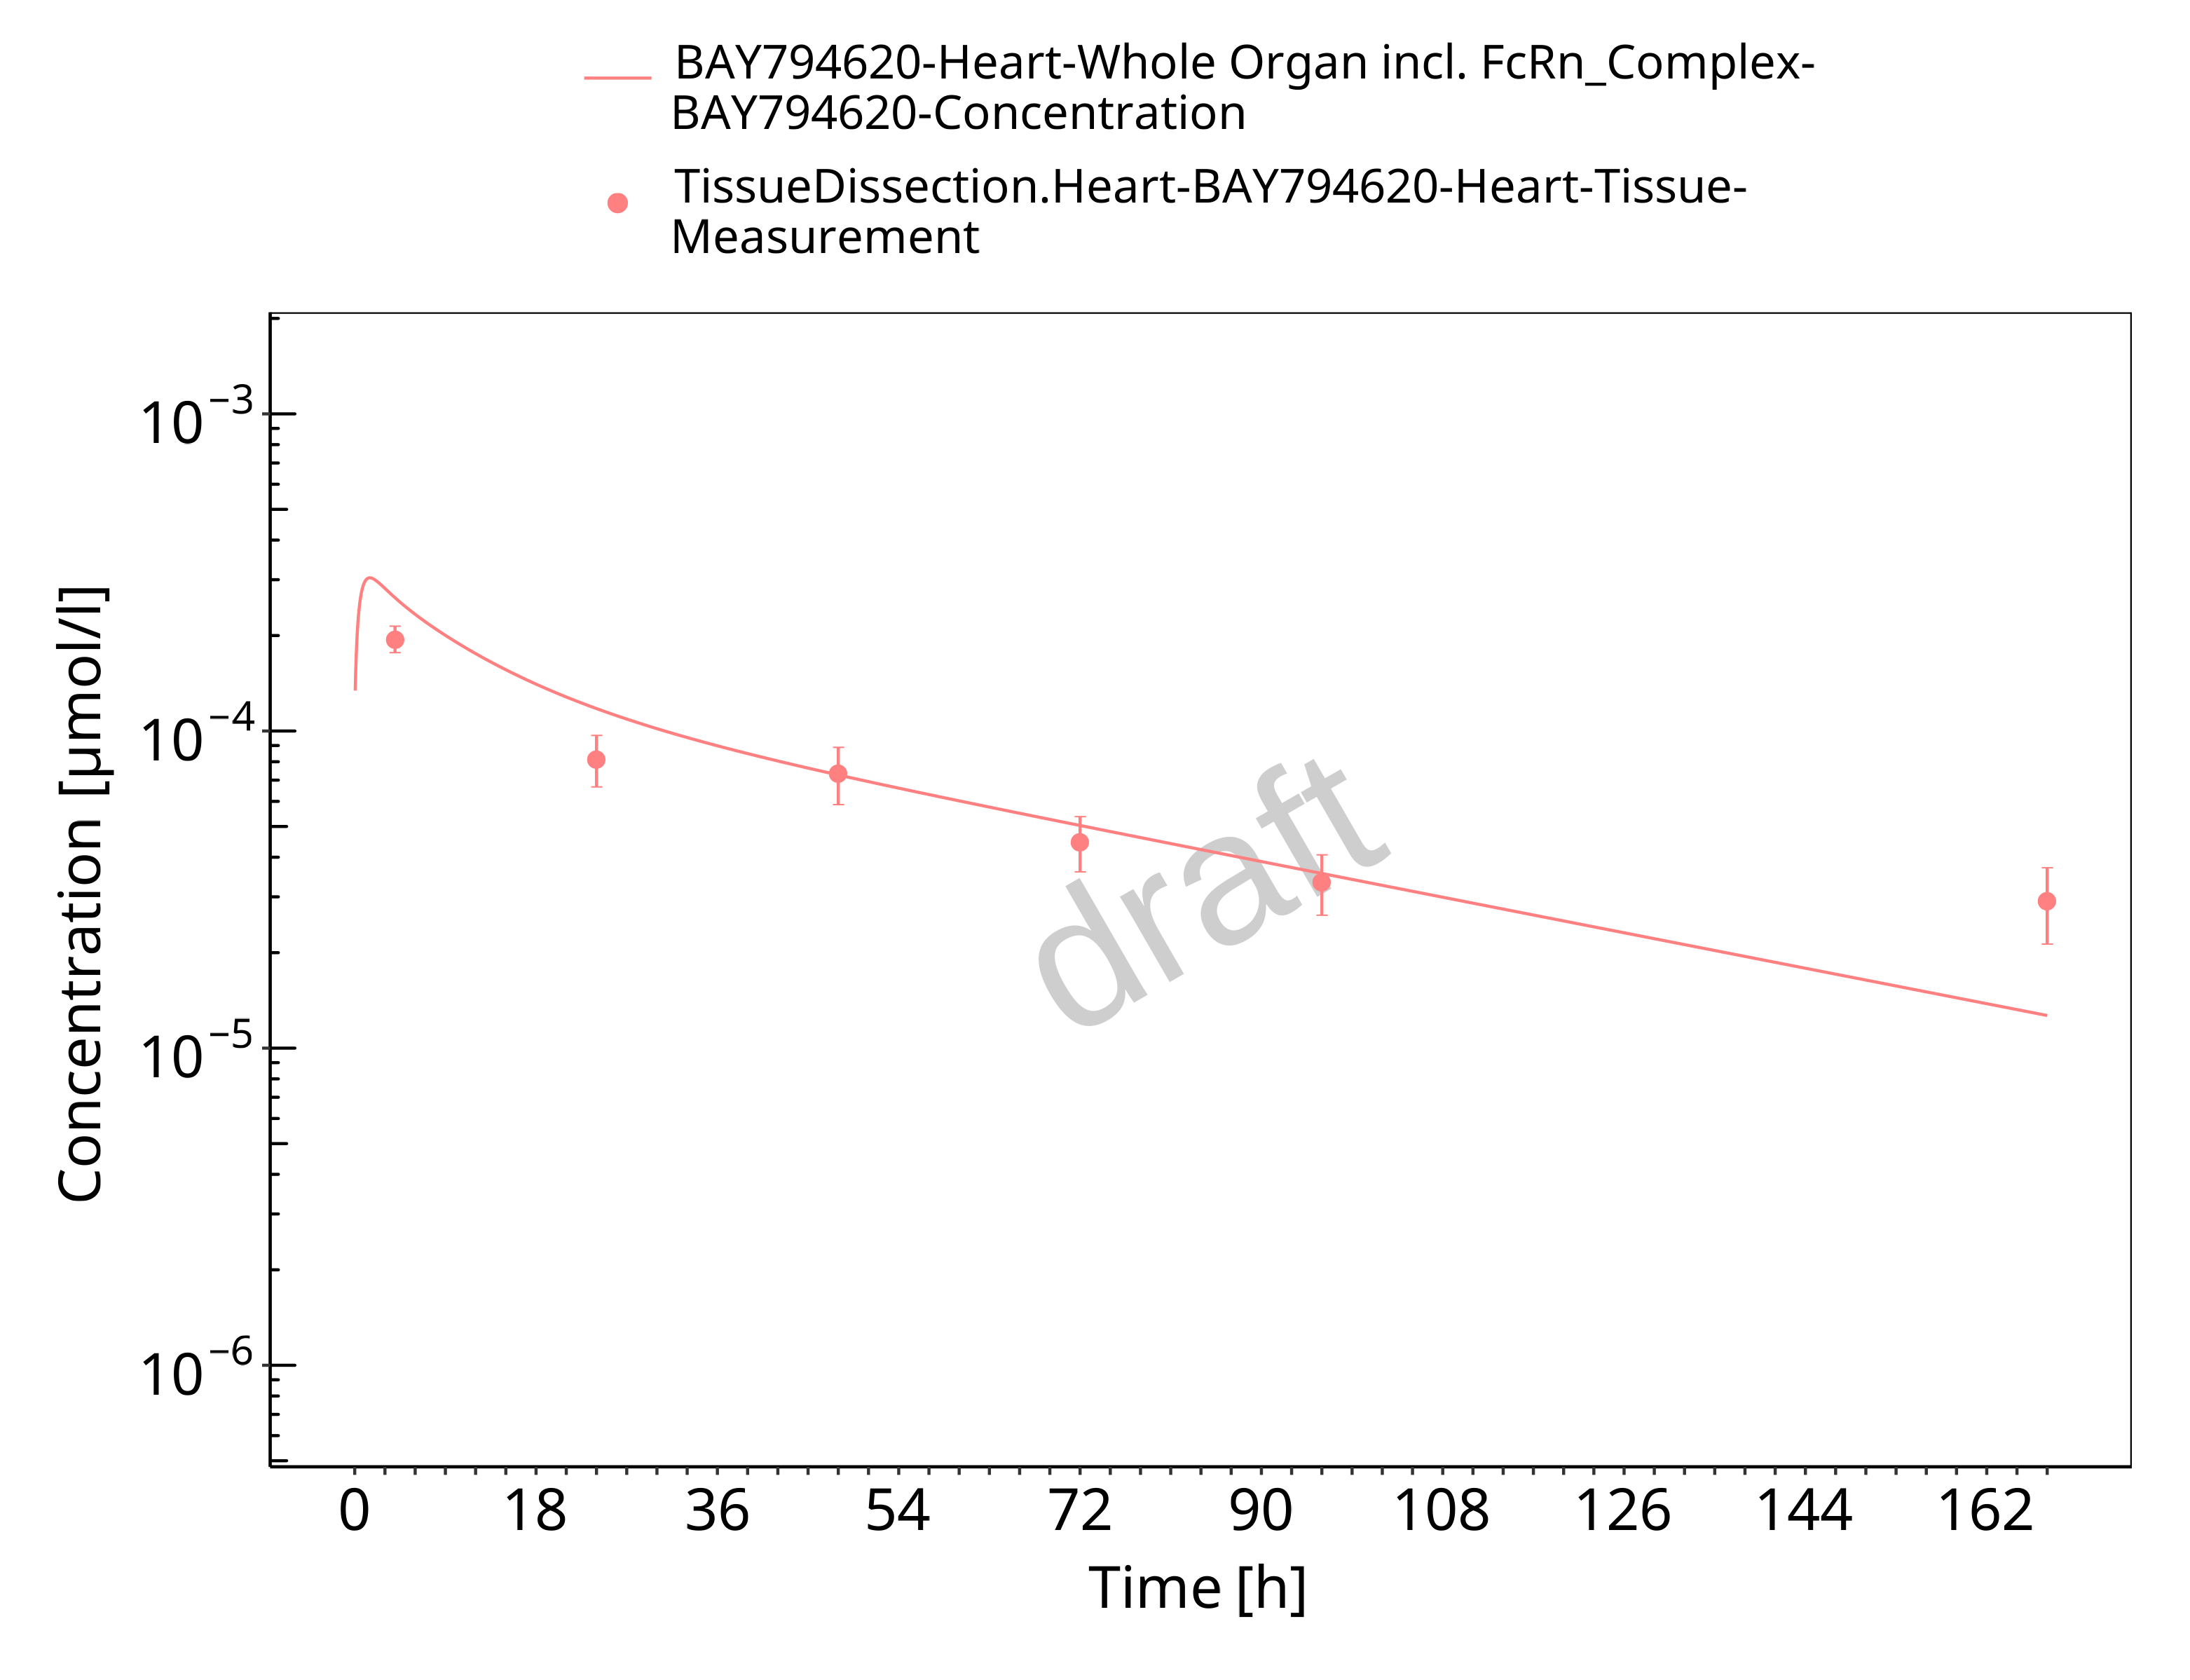 BAY794620-Heart-Whole Organ incl. FcRn_Complex-
BAY794620-Concentration
TissueDissection.Heart-BAY794620-Heart-Tissue-
Measurement
Concentration [µmol/l]
10−3
10−4
10−5
10−6
draft
0 18 36 54 72 90 108 126 144 162
Time [h]